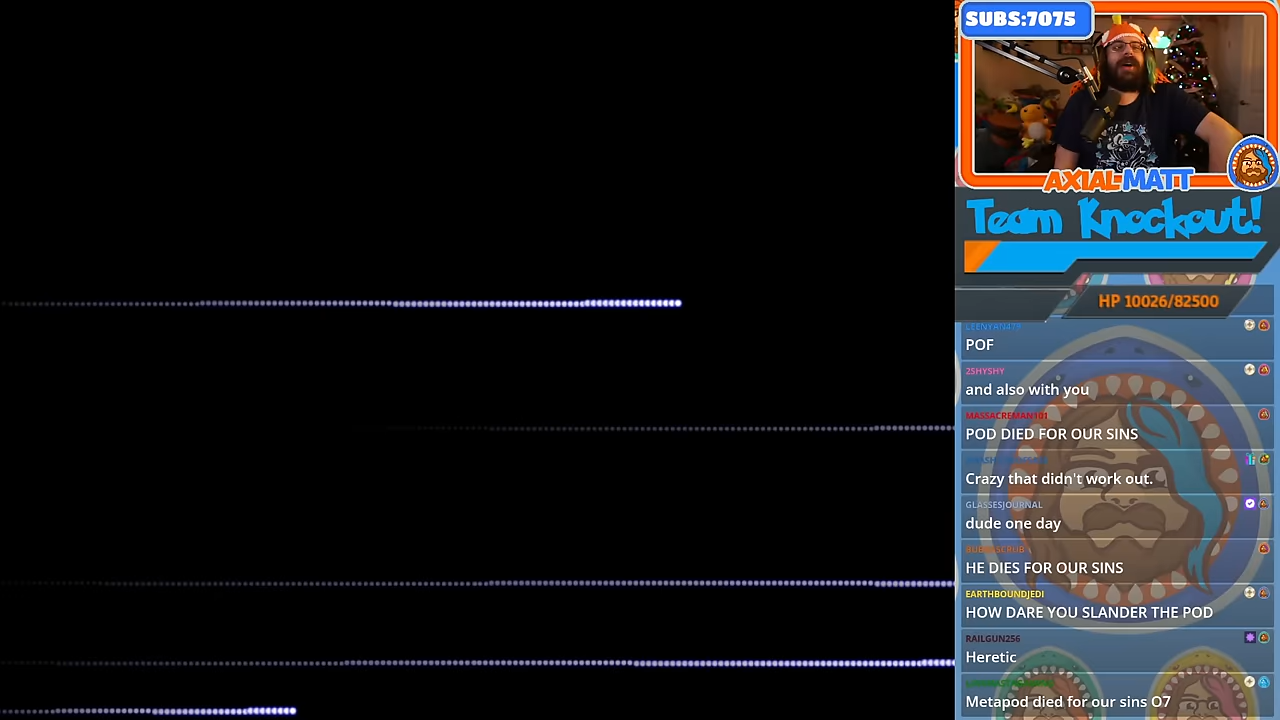 SUBS:7075
AXIALMATT
Team Knockout!
HP 10026/82500
POF
25HYSHY
and also with you
MASSACREMAN101
POD DIED FOR OUR SINS
Crazy that didn't work out.
GLASSESJOURNAL
dude one day
HE DIES FOR OUR SINS
EARTHBOUNDJEDI
HOW DARE YOU SLANDER THE POD
RAILGUN256
Heretic
Metapod died for our sins O7